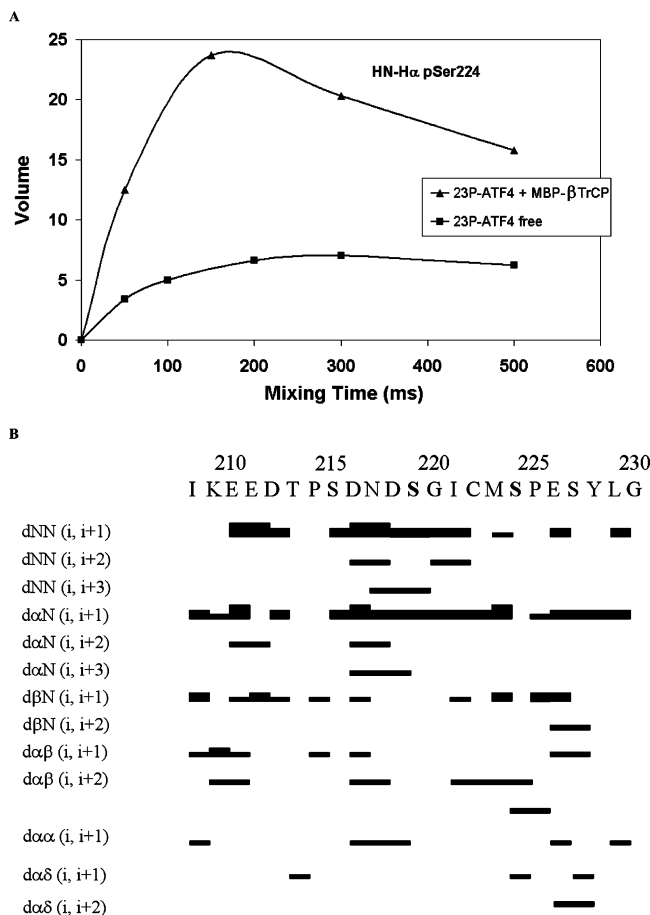 A
HN-Hα pSer224
25
20
15
10
5
0
Volume
23P-ATF4 + MBP-βTrCP
23P-ATF4 free
0 100 200 300 400 500 600
Mixing Time (ms)
B
210 215 220 225 230
I K E E D T P S D N D S G I C M S P E S Y L G
dNN (i, i+1)
dNN (i, i+2)
dNN (i, i+3)
dαN (i, i+1)
dαN (i, i+2)
dαN (i, i+3)
dβN (i, i+1)
dβN (i, i+2)
dαβ (i, i+1)
dαβ (i, i+2)
dαα (i, i+1)
dαδ (i, i+1)
dαδ (i, i+2)